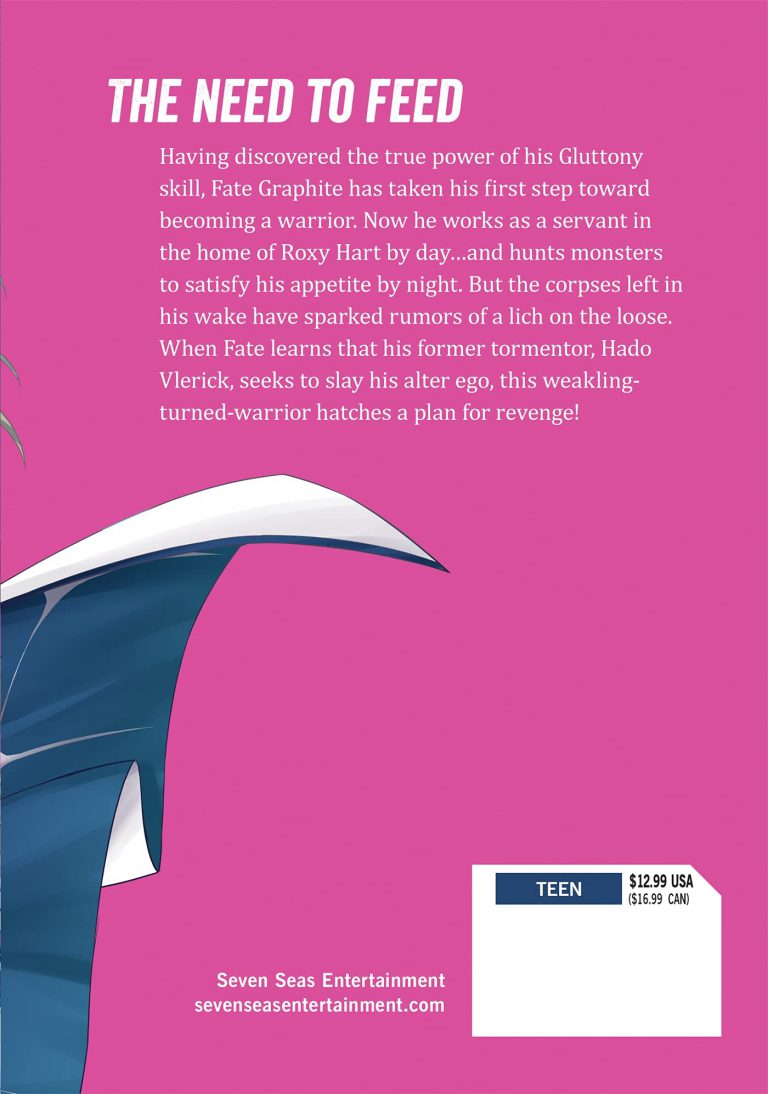 THE NEED TO FEED
Having discovered the true power of his Gluttony
skill, Fate Graphite has taken his first step toward
becoming a warrior. Now he works as a servant in
the home of Roxy Hart by day...and hunts monsters
to satisfy his appetite by night. But the corpses left in
his wake have sparked rumors of a lich on the loose.
When Fate learns that his former tormentor, Hado
Vlerick, seeks to slay his alter ego, this weakling-
turned-warrior hatches a plan for revenge!
TEEN
$12.99 USA
($16.99 CAN)
Seven Seas Entertainment
sevenseasentertainment.com